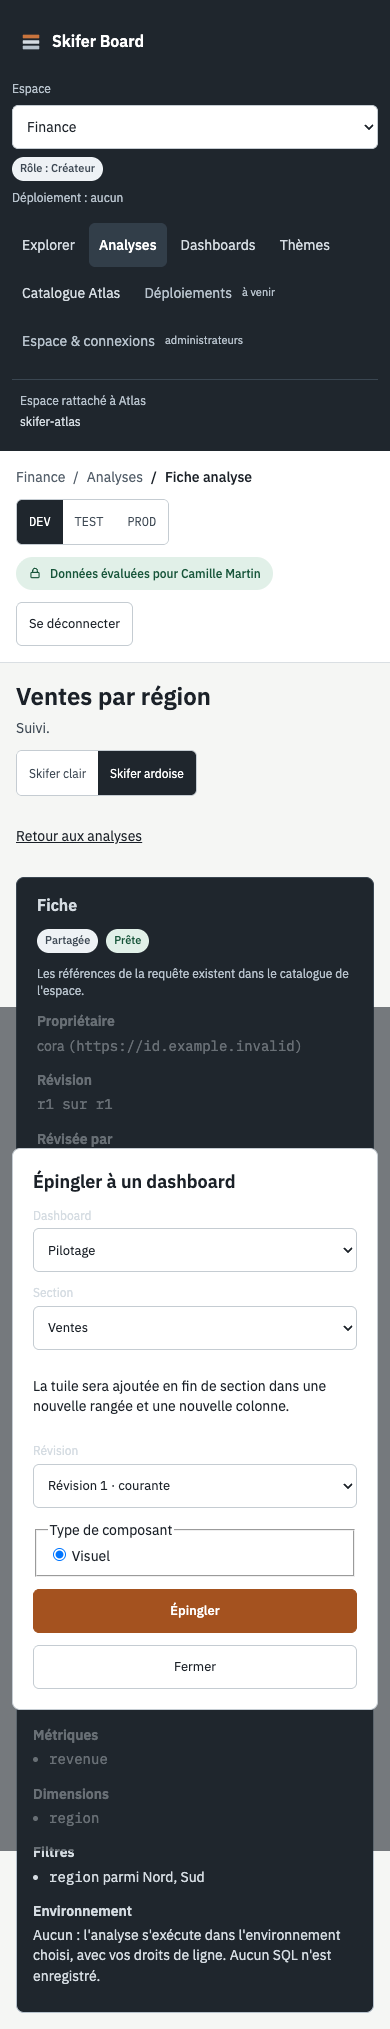 Skifer Board
Espace
Finance
Rôle : Créateur
Déploiement : aucun
Explorer Analyses Dashboards Thèmes
Catalogue Atlas Déploiements à venir
Espace & connexions administrateurs
Espace rattaché à Atlas
skifer-atlas
Finance / Analyses / Fiche analyse
DEV TEST PROD
Données évaluées pour Camille Martin
Se déconnecter
Ventes par région
Suivi.
Skifer clair Skifer ardoise
Retour aux analyses
Fiche
Partagée Prête
Les références de la requête existent dans le catalogue de
l'espace.
Propriétaire
cora (https://id.example.invalid)
Révision
r1 sur r1
Révisée par
Épingler à un dashboard
Dashboard
Pilotage
Section
Ventes
La tuile sera ajoutée en fin de section dans une
nouvelle rangée et une nouvelle colonne.
Révision
Révision 1 · courante
Type de composant
Visuel
Épingler
Fermer
Métriques
• revenue
Dimensions
• region
Filtres
• region parmi Nord, Sud
Environnement
Aucun : l'analyse s'exécute dans l'environnement
choisi, avec vos droits de ligne. Aucun SQL n'est
enregistré.